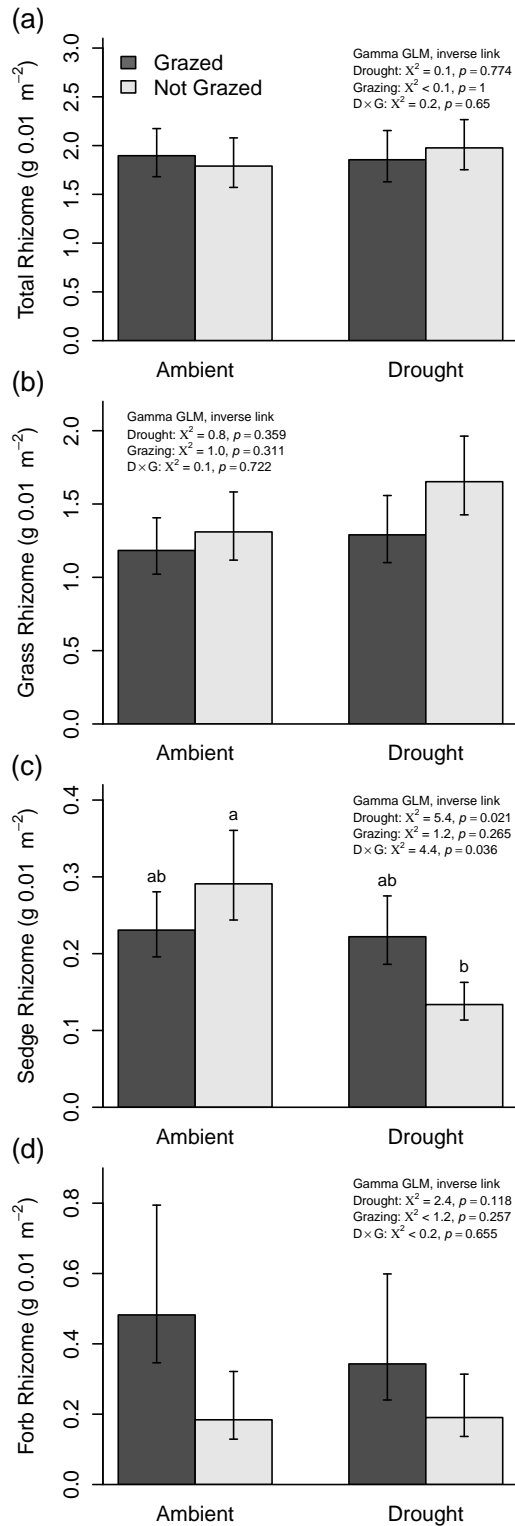 (a)
Total Rhizome (g 0.01 m⁻²)
3.0
2.5
2.0
1.5
1.0
0.5
0.0
Grazed
Not Grazed
Gamma GLM, inverse link
Drought: X² = 0.1, p = 0.774
Grazing: X² < 0.1, p = 1
D×G: X² = 0.2, p = 0.65
Ambient
Drought
(b)
Grass Rhizome (g 0.01 m⁻²)
2.0
1.5
1.0
0.5
0.0
Gamma GLM, inverse link
Drought: X² = 0.8, p = 0.359
Grazing: X² = 1.0, p = 0.311
D×G: X² = 0.1, p = 0.722
Ambient
Drought
(c)
Sedge Rhizome (g 0.01 m⁻²)
0.4
0.3
0.2
0.1
0.0
Gamma GLM, inverse link
Drought: X² = 5.4, p = 0.021
Grazing: X² = 1.2, p = 0.265
D×G: X² = 4.4, p = 0.036
ab
a
ab
b
Ambient
Drought
(d)
Forb Rhizome (g 0.01 m⁻²)
0.8
0.6
0.4
0.2
0.0
Gamma GLM, inverse link
Drought: X² = 2.4, p = 0.118
Grazing: X² < 1.2, p = 0.257
D×G: X² < 0.2, p = 0.655
Ambient
Drought